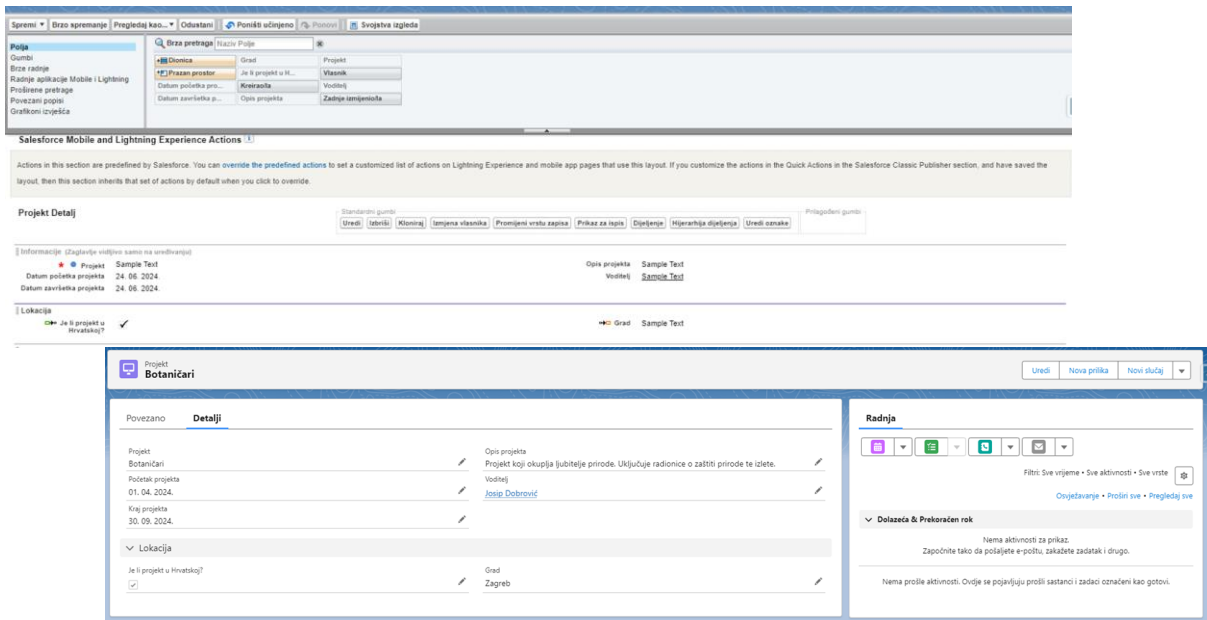 Spremi Brzo spremanje Pregledaj kao... Odustani Poništi učinjeno Ponovi Svojstva izgleda
Polja
Gumbi
Brze radnje
Radnje aplikacije Mobile i Lightning
Proširene pretrage
Povezani popisi
Grafikoni izvješća
Brza pretraga Naziv Polje
Dionica Grad Projekt
Prazan prostor Je li projekt u H... Vlasnik
Datum početka pro... Kreirao/la Voditelj
Datum završetka p... Opis projekta Zadnje izmijenio/la
Salesforce Mobile and Lightning Experience Actions
Actions in this section are predefined by Salesforce. You can override the predefined actions to set a customized list of actions on Lightning Experience and mobile app pages that use this layout. If you customize the actions in the Quick Actions in the Salesforce Classic Publisher section, and have saved the
layout, then this section inherits that set of actions by default when you click to override.
Projekt Detalj
Standardni gumbi
Uredi Izbriši Kloniraj Izmjena vlasnika Promijeni vrstu zapisa Prikaz za ispis Dijeljenje Hijerarhija dijeljenja Uredi oznake
Prilagođeni gumbi
Informacije (Zaglavlje vidljivo samo na uređivanju)
Projekt Sample Text Opis projekta Sample Text
Datum početka projekta 24. 06. 2024. Voditelj Sample Text
Datum završetka projekta 24. 06. 2024.
Lokacija
Je li projekt u Hrvatskoj? Grad Sample Text
Projekt
Botaničari
Uredi Nova prilika Novi slučaj
Povezano Detalji
Projekt
Botaničari
Opis projekta
Projekt koji okuplja ljubitelje prirode. Uključuje radionice o zaštiti prirode te izlete.
Početak projekta
01. 04. 2024.
Voditelj
Josip Dobrović
Kraj projekta
30. 09. 2024.
Lokacija
Je li projekt u Hrvatskoj?
Grad
Zagreb
Radnja
Filtri: Sve vrijeme • Sve aktivnosti • Sve vrste
Osvježavanje • Proširi sve • Pregledaj sve
Dolazeća & Prekoračen rok
Nema aktivnosti za prikaz.
Započnite tako da pošaljete e-poštu, zakažete zadatak i drugo.
Nema prošle aktivnosti. Ovdje se pojavljuju prošli sastanci i zadaci označeni kao gotovi.